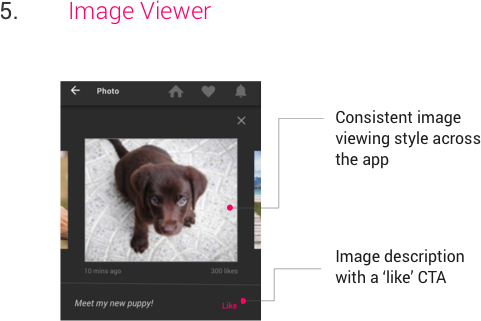 5. Image Viewer
Photo
Consistent image
viewing style across
the app
10 mins ago 300 likes
Image description
with a ‘like’ CTA
Meet my new puppy! Like